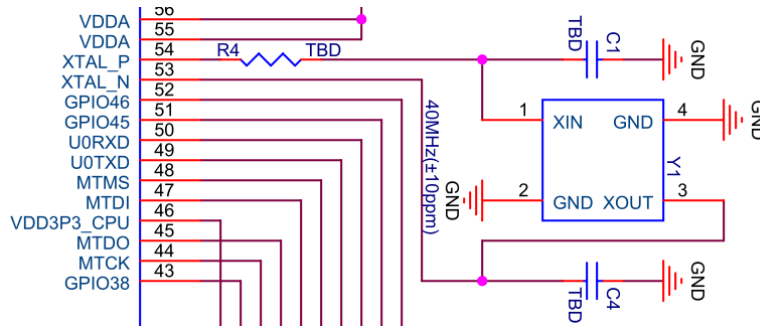 56
VDDA
55
VDDA
54
XTAL_P
R4
TBD
53
XTAL_N
52
GPIO46
51
GPIO45
50
U0RXD
49
U0TXD
48
MTMS
47
MTDI
46
VDD3P3_CPU
45
MTDO
44
MTCK
43
GPIO38
TBD
C1
GND
1
XIN
GND
4
GND
40MHz(±10ppm)
GND
2
GND
XOUT
3
Y1
TBD
C4
GND